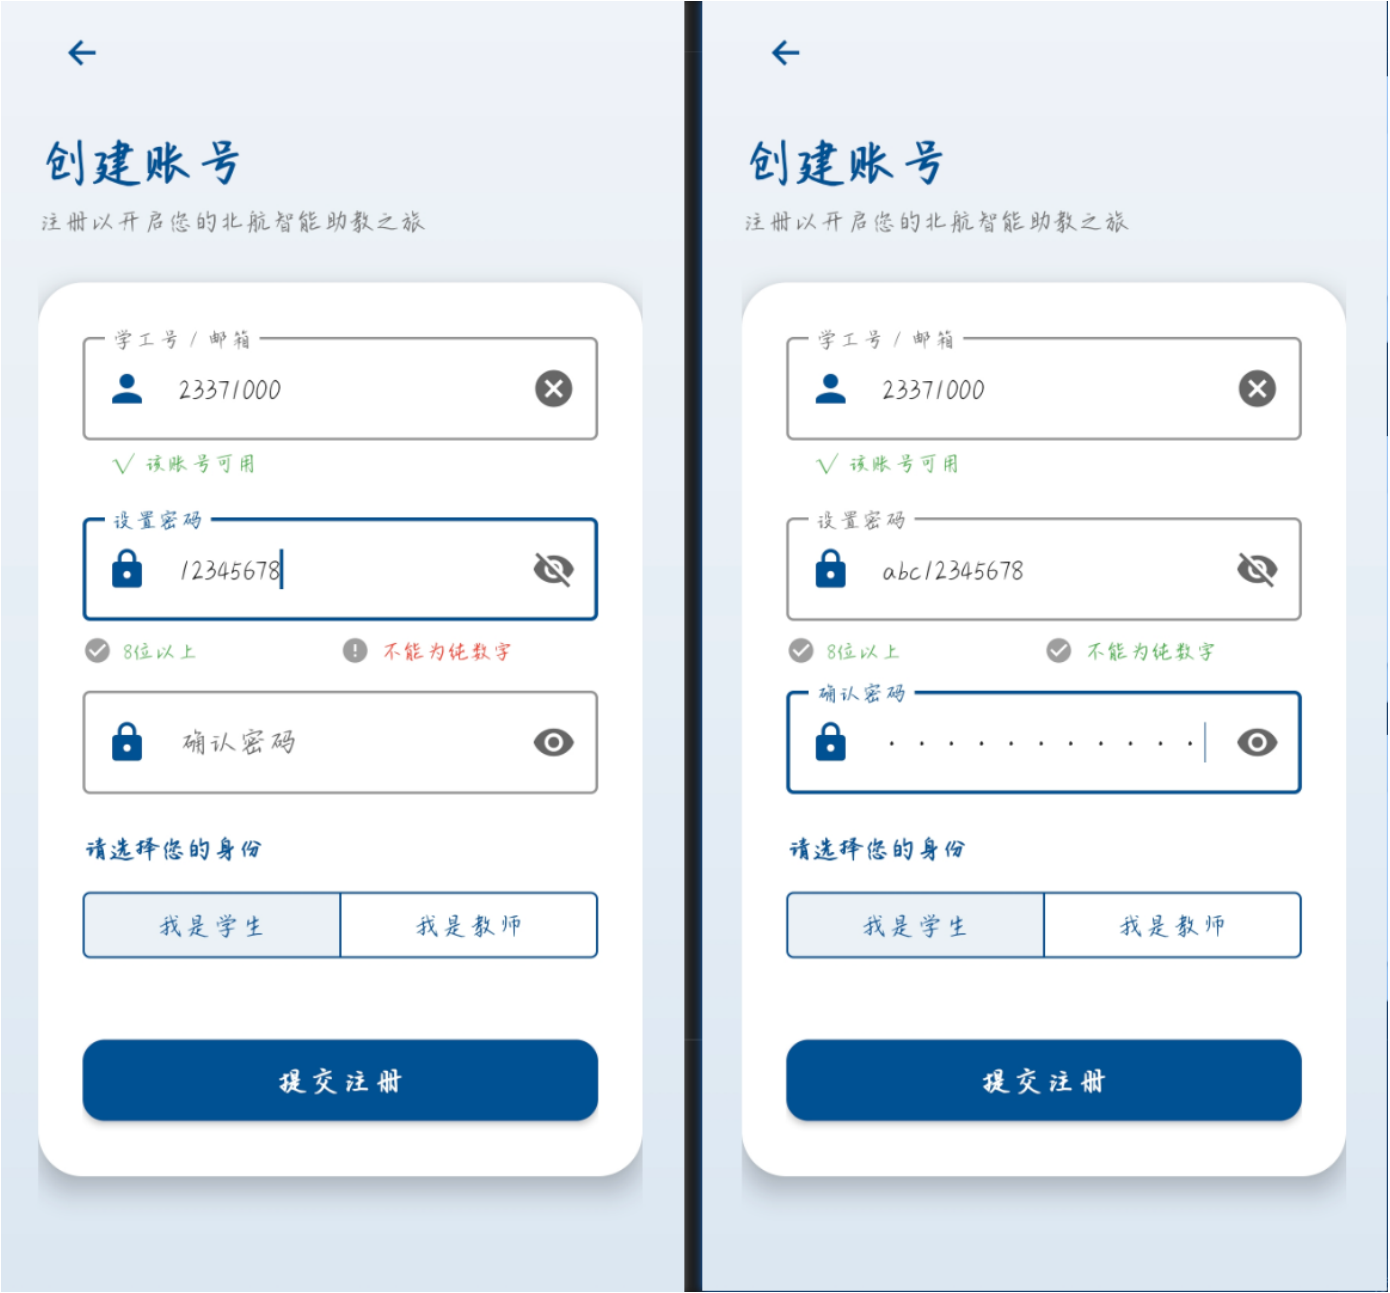 创建账号
注册以开启您的北航智能助教之旅
学工号 / 邮箱
23371000
√ 该账号可用
设置密码
12345678
8位以上
不能为纯数字
确认密码
请选择您的身份
我是学生
我是教师
提交注册
创建账号
注册以开启您的北航智能助教之旅
学工号 / 邮箱
23371000
√ 该账号可用
设置密码
abc12345678
8位以上
不能为纯数字
确认密码
···········
请选择您的身份
我是学生
我是教师
提交注册